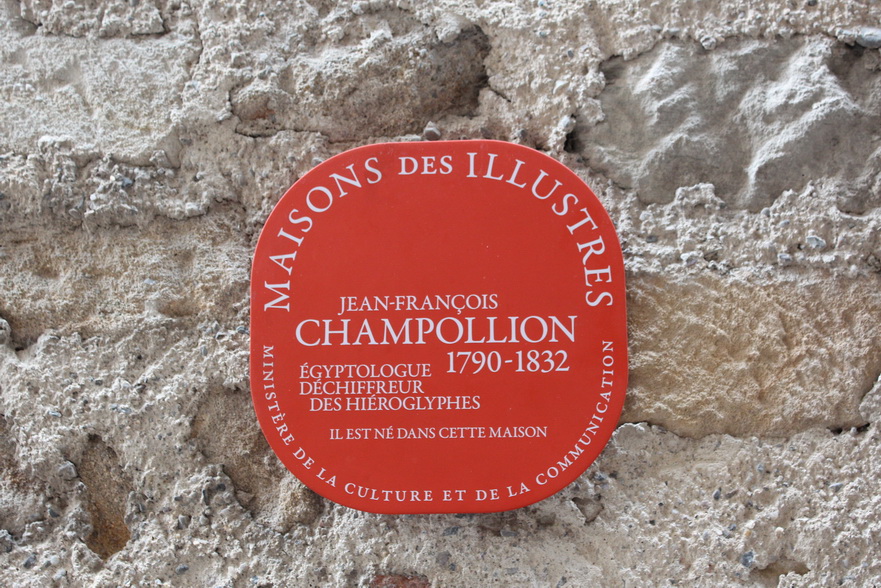 MAISONS DES ILLUSTRES
JEAN-FRANÇOIS
CHAMPOLLION
1790-1832
ÉGYPTOLOGUE
DÉCHIFFREUR
DES HIÉROGLYPHES
IL EST NÉ DANS CETTE MAISON
MINISTÈRE DE LA CULTURE ET DE LA COMMUNICATION